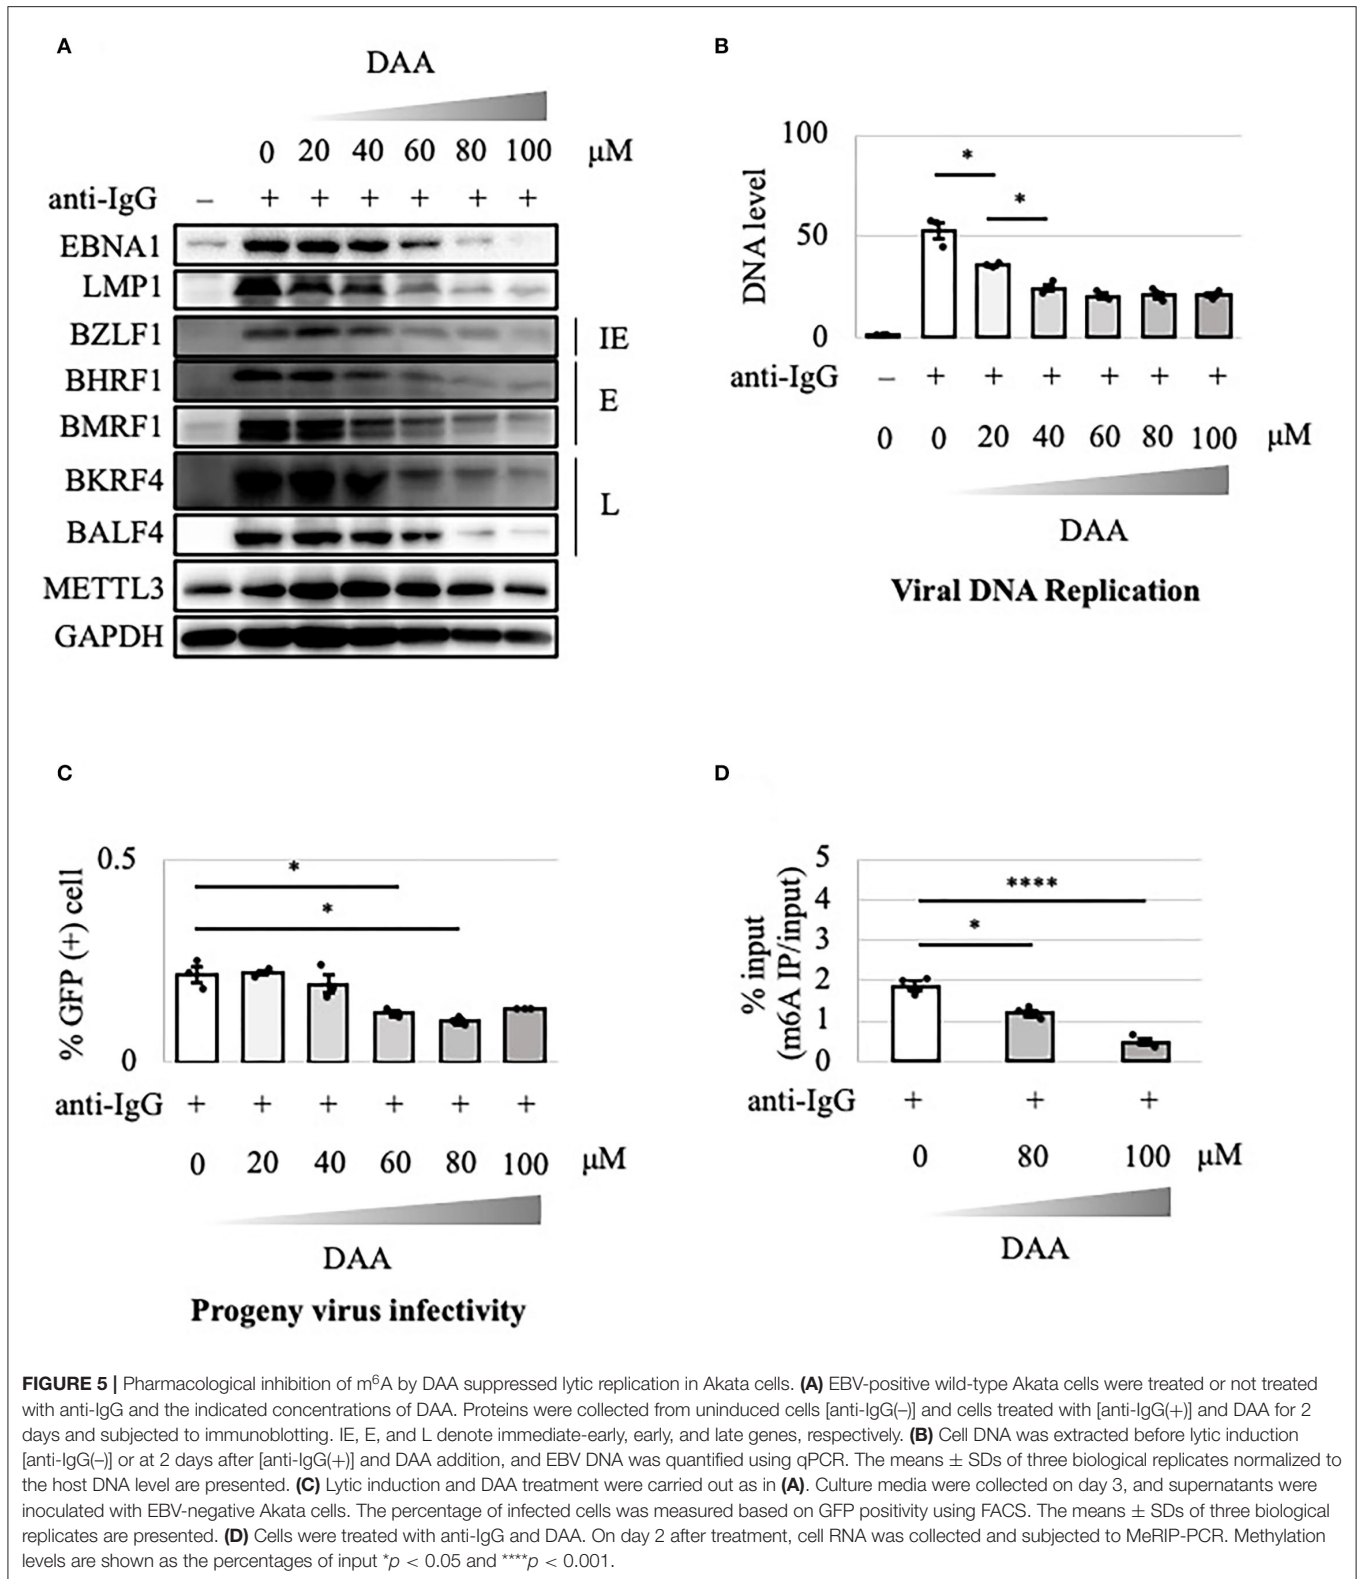 A
DAA
0 20 40 60 80 100 μM
anti-IgG – + + + + + +
EBNA1
LMP1
BZLF1 IE
BHRF1
E
BMRF1
BKRF4
L
BALF4
METTL3
GAPDH
B
100
50
0
DNA level
* *
anti-IgG – + + + + + +
0 0 20 40 60 80 100 μM
DAA
Viral DNA Replication
C
0.5
0
% GFP (+) cell
* *
anti-IgG + + + + + +
0 20 40 60 80 100 μM
DAA
Progeny virus infectivity
D
5
4
3
2
1
0
% input
(m6A IP/input)
****
*
anti-IgG + + +
0 80 100 μM
DAA
FIGURE 5 | Pharmacological inhibition of m⁶A by DAA suppressed lytic replication in Akata cells. (A) EBV-positive wild-type Akata cells were treated or not treated
with anti-IgG and the indicated concentrations of DAA. Proteins were collected from uninduced cells [anti-IgG(–)] and cells treated with [anti-IgG(+)] and DAA for 2
days and subjected to immunoblotting. IE, E, and L denote immediate-early, early, and late genes, respectively. (B) Cell DNA was extracted before lytic induction
[anti-IgG(–)] or at 2 days after [anti-IgG(+)] and DAA addition, and EBV DNA was quantified using qPCR. The means ± SDs of three biological replicates normalized to
the host DNA level are presented. (C) Lytic induction and DAA treatment were carried out as in (A). Culture media were collected on day 3, and supernatants were
inoculated with EBV-negative Akata cells. The percentage of infected cells was measured based on GFP positivity using FACS. The means ± SDs of three biological
replicates are presented. (D) Cells were treated with anti-IgG and DAA. On day 2 after treatment, cell RNA was collected and subjected to MeRIP-PCR. Methylation
levels are shown as the percentages of input *p < 0.05 and ****p < 0.001.